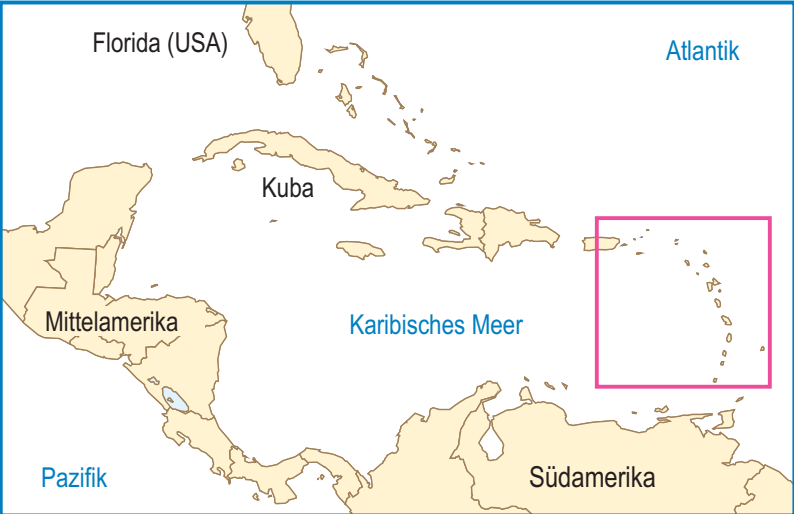 Florida (USA)
Atlantik
Kuba
Mittelamerika
Karibisches Meer
Pazifik
Südamerika